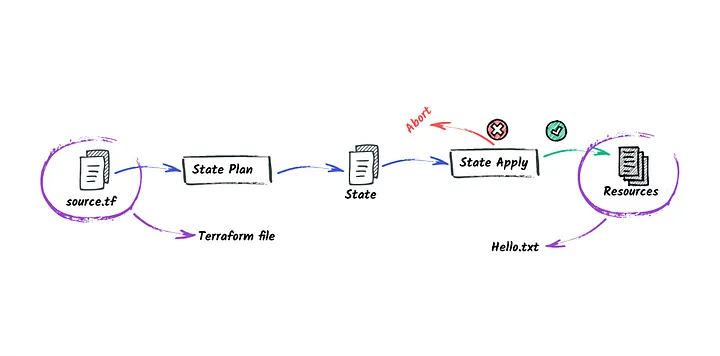 source.tf
Terraform file
State Plan
State
Abort
State Apply
Resources
Hello.txt